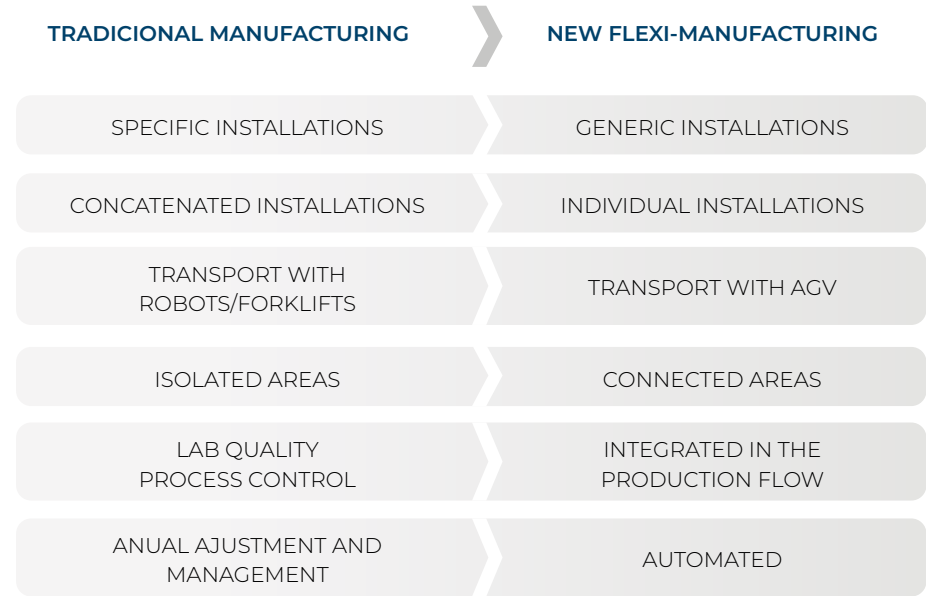 TRADICIONAL MANUFACTURING
NEW FLEXI-MANUFACTURING
SPECIFIC INSTALLATIONS
GENERIC INSTALLATIONS
CONCATENATED INSTALLATIONS
INDIVIDUAL INSTALLATIONS
TRANSPORT WITH
ROBOTS/FORKLIFTS
TRANSPORT WITH AGV
ISOLATED AREAS
CONNECTED AREAS
LAB QUALITY
PROCESS CONTROL
INTEGRATED IN THE
PRODUCTION FLOW
ANUAL AJUSTMENT AND
MANAGEMENT
AUTOMATED